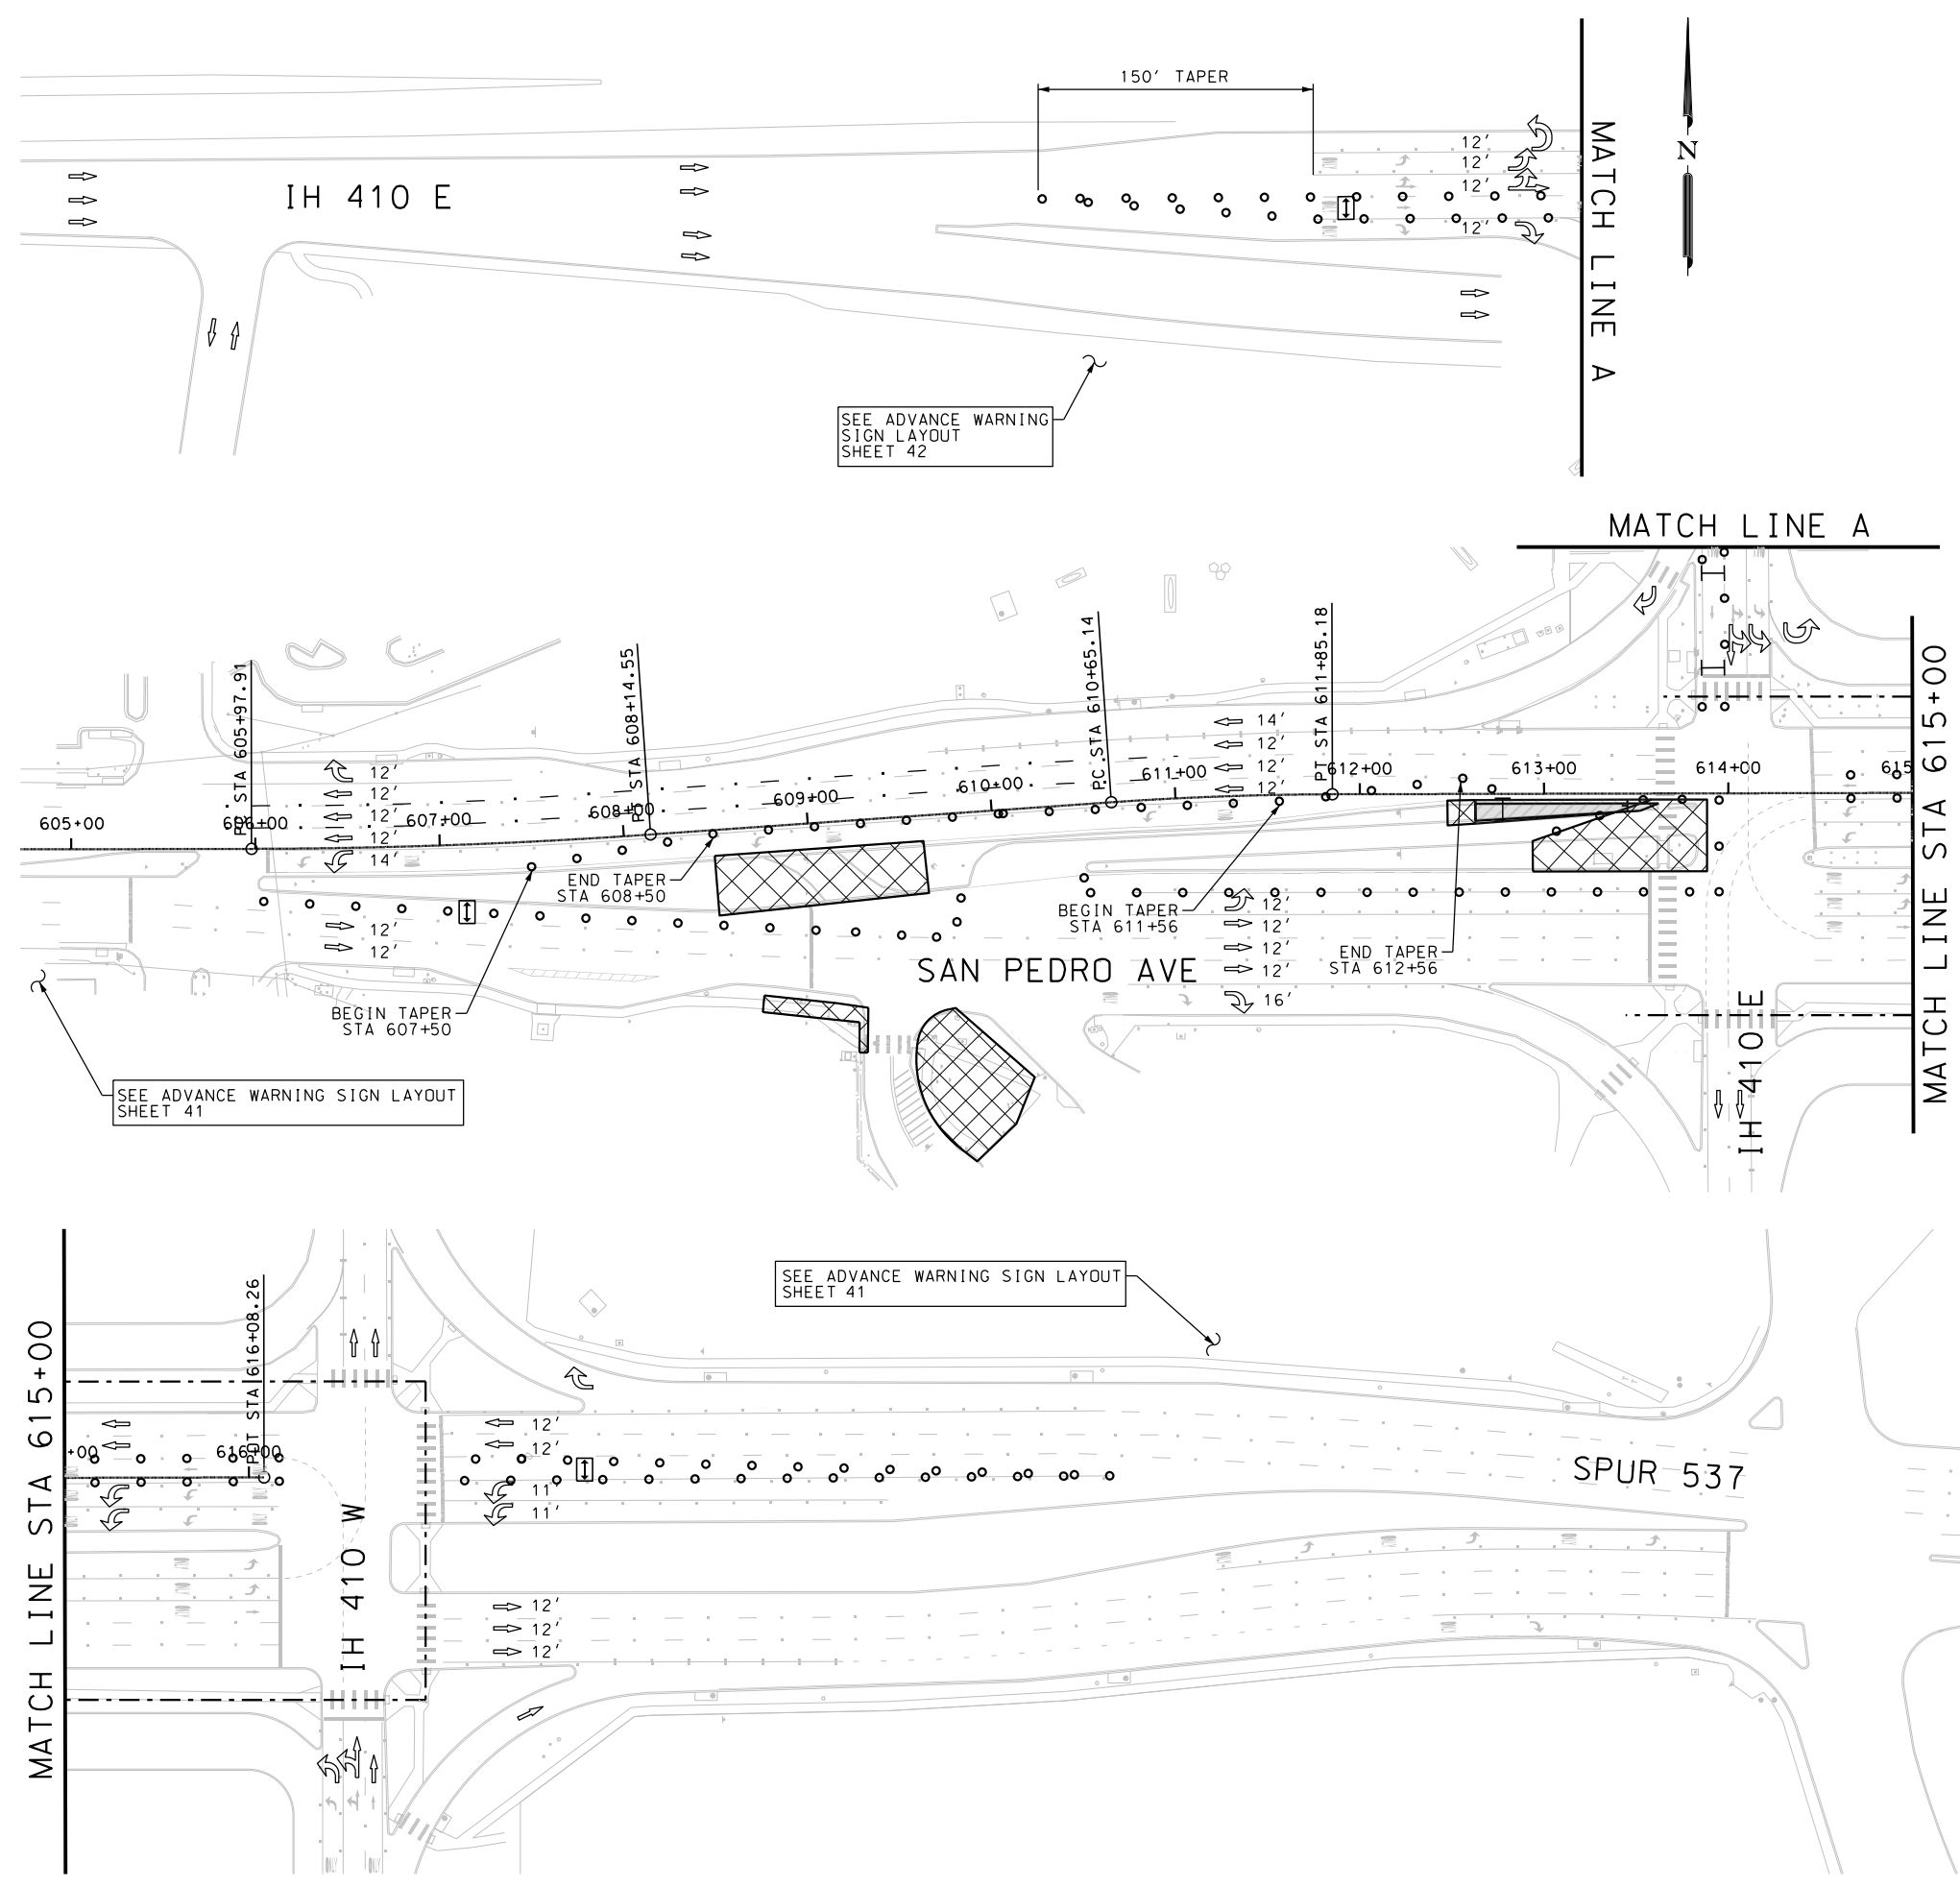 150' TAPER
IH 410 E
12'
12'
12'
12'
MATCH LINE A
N
SEE ADVANCE WARNING
SIGN LAYOUT
SHEET 42
MATCH LINE A
STA 605+97.91
STA 608+14.55
P.C. STA 610+65.14
PT STA 611+85.18
14'
12'
12'
12'
12'
12'
12'
12'
14'
605+00
606+00
607+00
608+00
609+00
610+00
611+00
612+00
613+00
614+00
615
END TAPER
STA 608+50
BEGIN TAPER
STA 611+56
END TAPER
STA 612+56
12'
12'
12'
12'
12'
12'
16'
SAN PEDRO AVE
BEGIN TAPER
STA 607+50
SEE ADVANCE WARNING SIGN LAYOUT
SHEET 41
IH 410 E
MATCH LINE STA 615+00
MATCH LINE STA 615+00
+00
616+00
POT STA 616+08.26
SEE ADVANCE WARNING SIGN LAYOUT
SHEET 41
12'
12'
11'
11'
SPUR 537
IH 410 W
12'
12'
12'